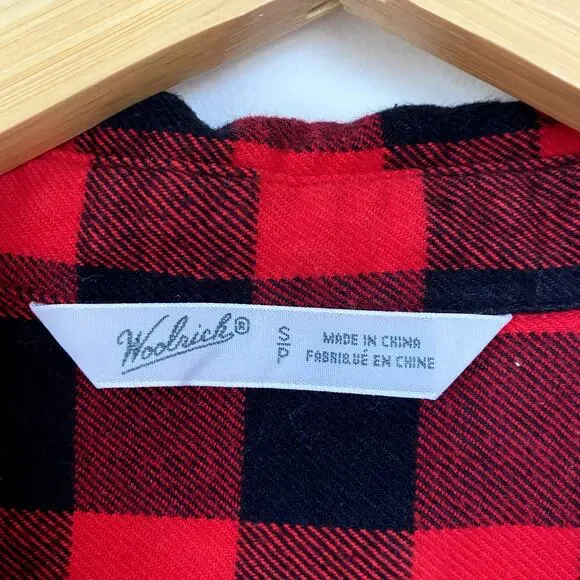 Woolrich®
S
P
MADE IN CHINA
FABRIQUÉ EN CHINE